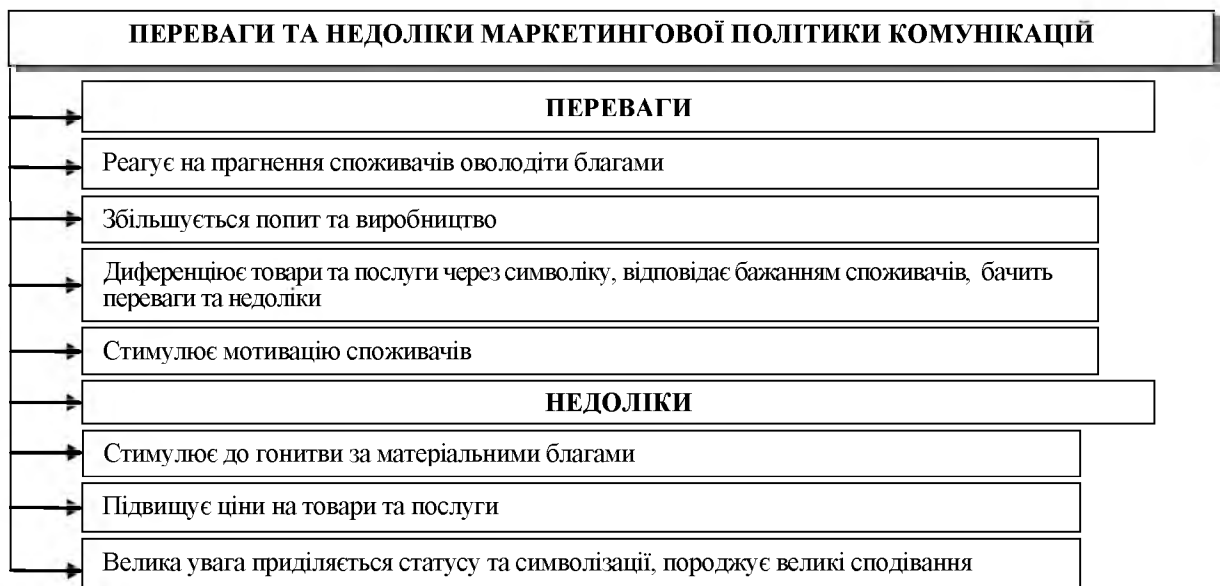 ПЕРЕВАГИ ТА НЕДОЛІКИ МАРКЕТИНГОВОЇ ПОЛІТИКИ КОМУНІКАЦІЙ
ПЕРЕВАГИ
Реагує на прагнення споживачів оволодіти благами
Збільшується попит та виробництво
Диференціює товари та послуги через символіку, відповідає бажанням споживачів, бачить
переваги та недоліки
Стимулює мотивацію споживачів
НЕДОЛІКИ
Стимулює до гонитви за матеріальними благами
Підвищує ціни на товари та послуги
Велика увага приділяється статусу та символізації, породжує великі сподівання